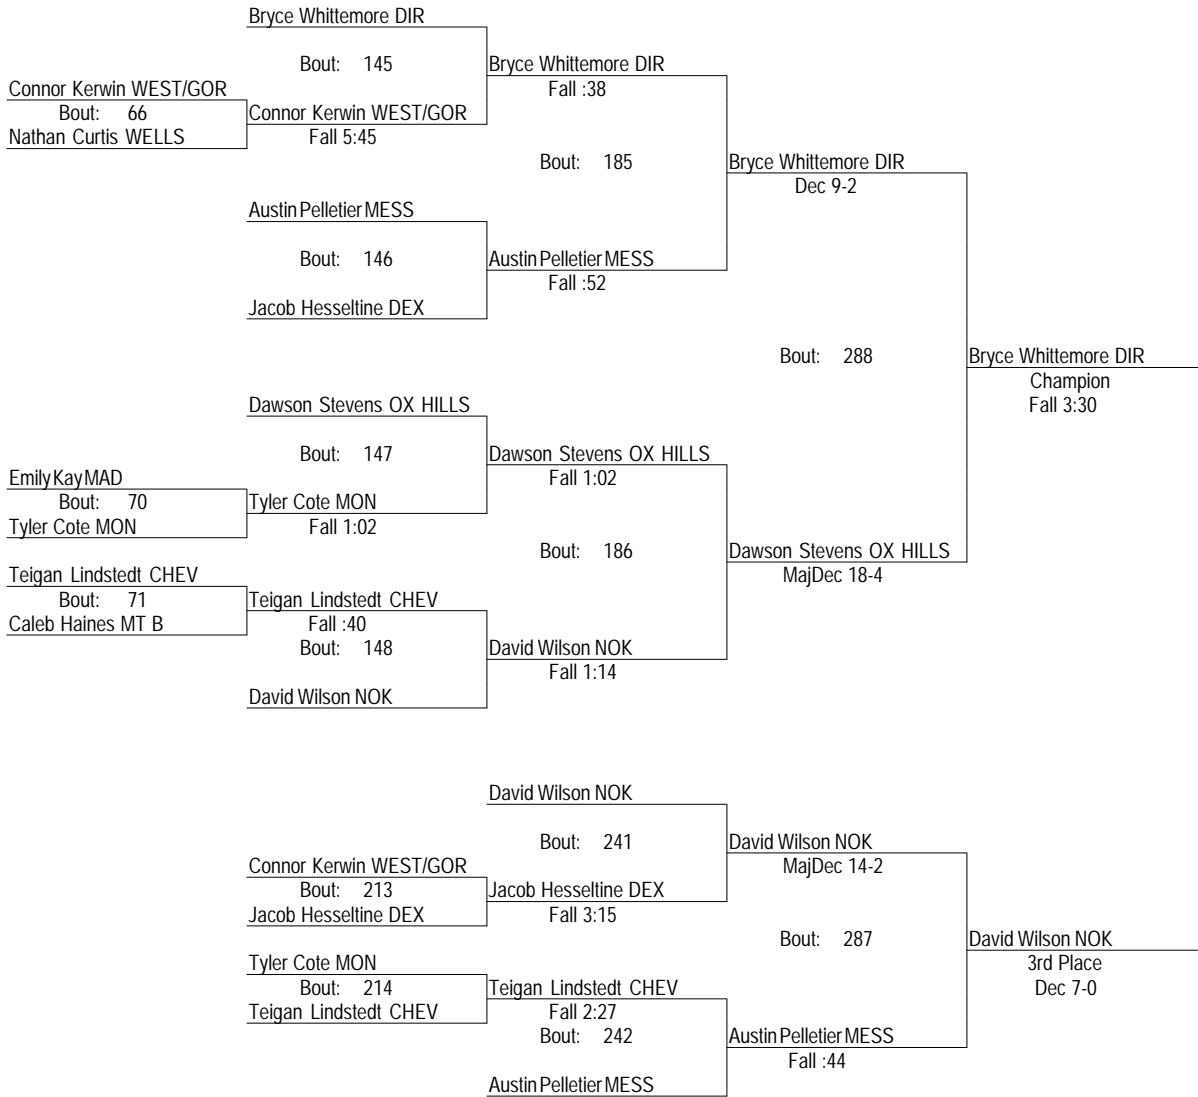 Bryce Whittemore DIR
Bout: 145
Bryce Whittemore DIR
Connor Kerwin WEST/GOR
Fall :38
Bout: 66
Connor Kerwin WEST/GOR
Nathan Curtis WELLS
Fall 5:45
Bout: 185
Bryce Whittemore DIR
Dec 9-2
Austin Pelletier MESS
Bout: 146
Austin Pelletier MESS
Fall :52
Jacob Hesseltine DEX
Bout: 288
Bryce Whittemore DIR
Champion
Fall 3:30
Dawson Stevens OX HILLS
Bout: 147
Dawson Stevens OX HILLS
Emily Kay MAD
Fall 1:02
Bout: 70
Tyler Cote MON
Tyler Cote MON
Fall 1:02
Bout: 186
Dawson Stevens OX HILLS
Teigan Lindstedt CHEV
MajDec 18-4
Bout: 71
Teigan Lindstedt CHEV
Caleb Haines MT B
Fall :40
Bout: 148
David Wilson NOK
Fall 1:14
David Wilson NOK
David Wilson NOK
Bout: 241
David Wilson NOK
Connor Kerwin WEST/GOR
MajDec 14-2
Bout: 213
Jacob Hesseltine DEX
Jacob Hesseltine DEX
Fall 3:15
Bout: 287
David Wilson NOK
Tyler Cote MON
3rd Place
Bout: 214
Teigan Lindstedt CHEV
Dec 7-0
Teigan Lindstedt CHEV
Fall 2:27
Bout: 242
Austin Pelletier MESS
Fall :44
Austin Pelletier MESS